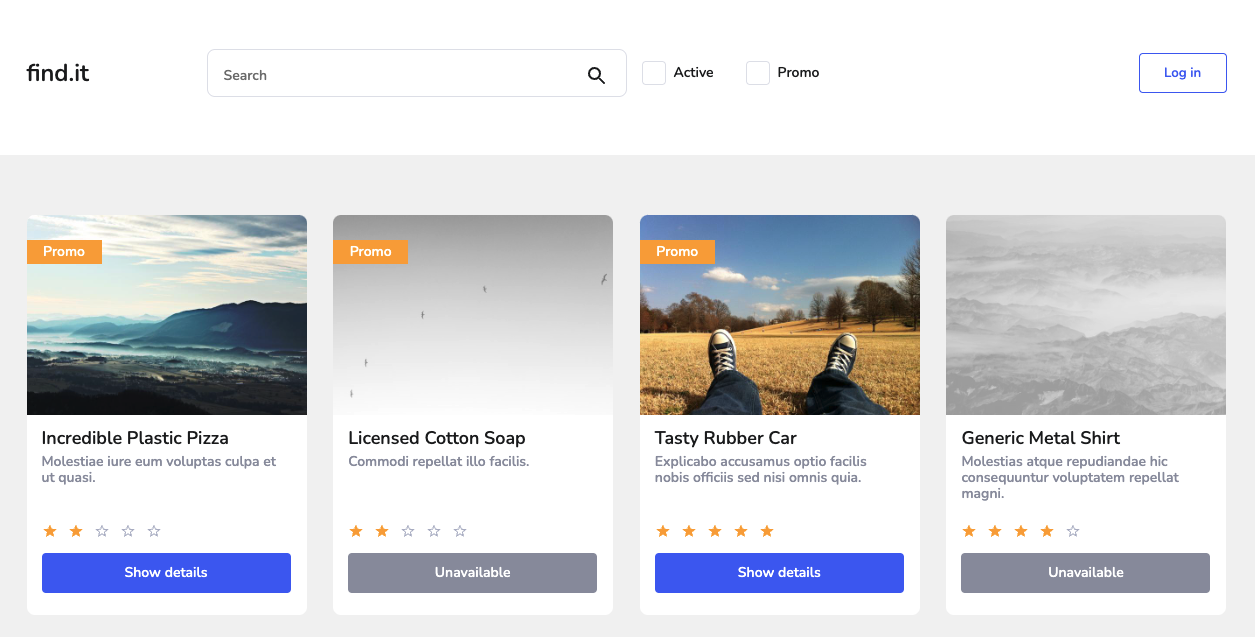 find.it
Search
Active
Promo
Log in
Promo
Promo
Promo
Incredible Plastic Pizza
Molestiae iure eum voluptas culpa et
ut quasi.
Show details
Licensed Cotton Soap
Commodi repellat illo facilis.
Unavailable
Tasty Rubber Car
Explicabo accusamus optio facilis
nobis officiis sed nisi omnis quia.
Show details
Generic Metal Shirt
Molestias atque repudiandae hic
consequuntur voluptatem repellat
magni.
Unavailable